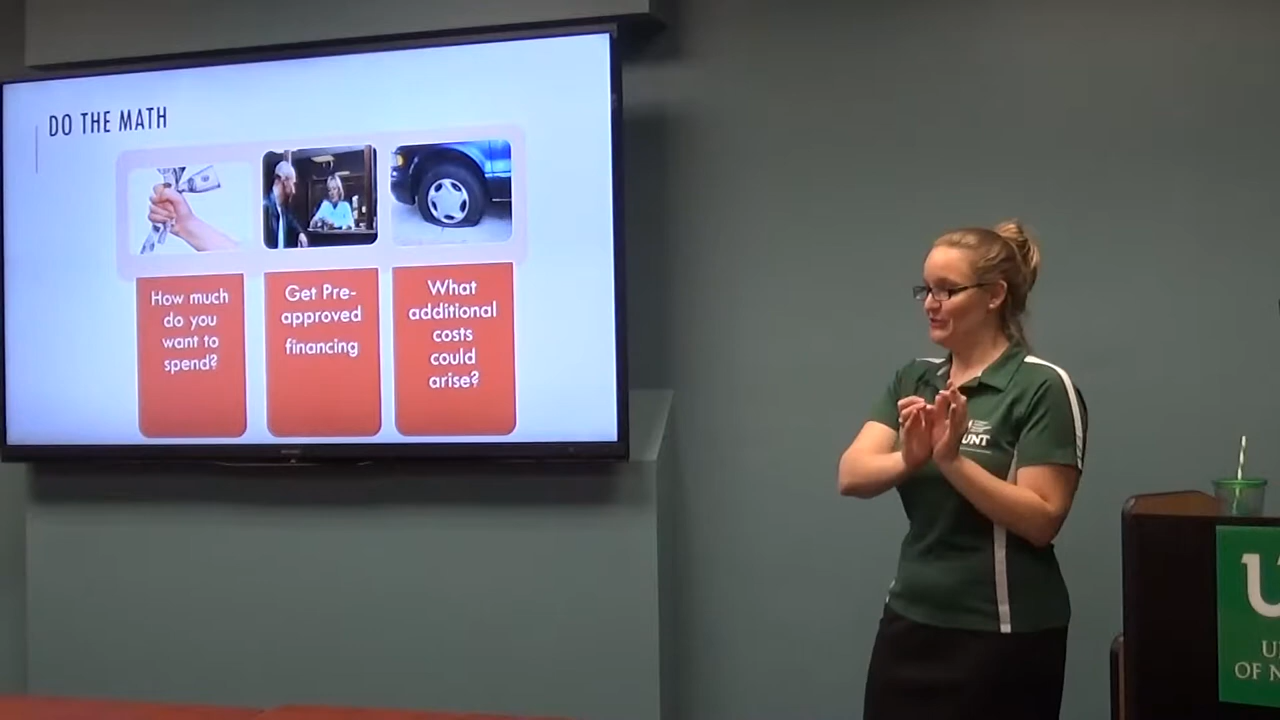 DO THE MATH
How much
do you
want to
spend?
Get Pre-
approved
financing
What
additional
costs
could
arise?
UNT
OF N